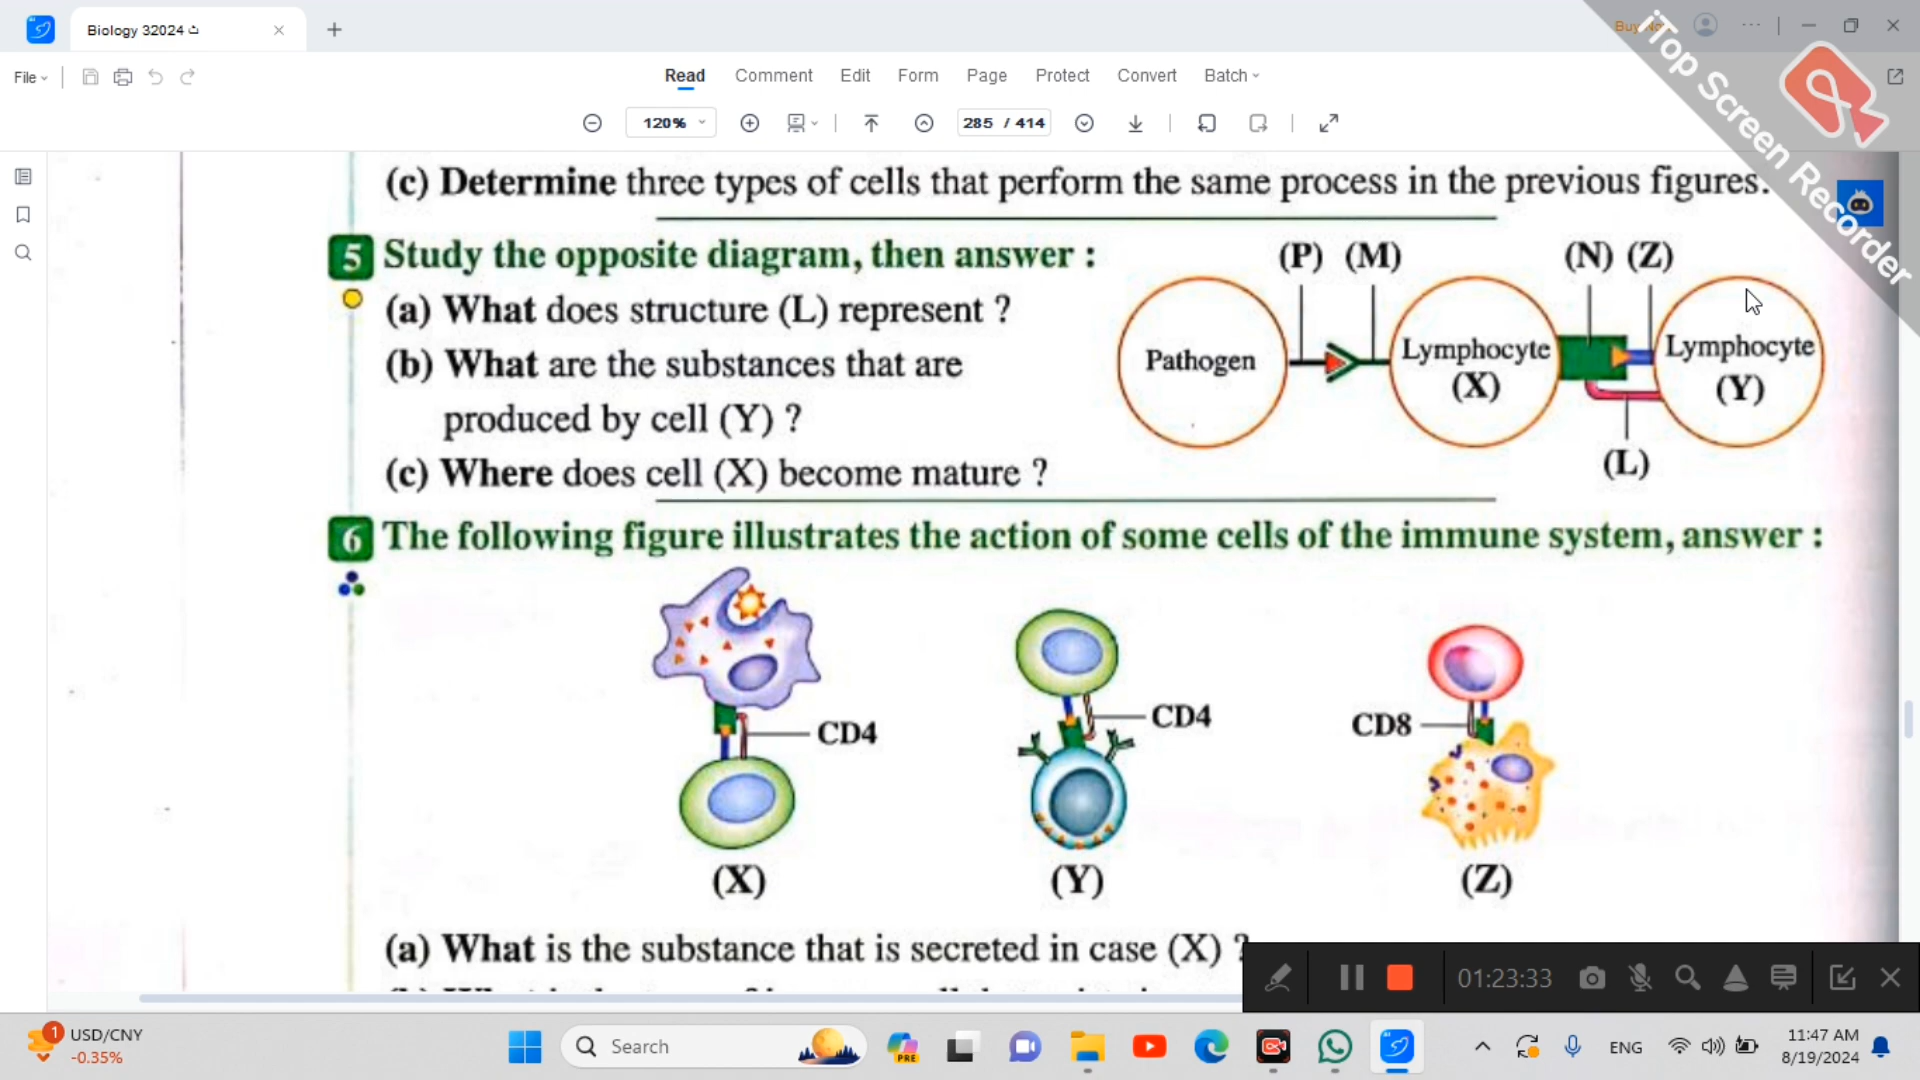 Biology 32024 ث
File
Read
Comment
Edit
Form
Page
Protect
Convert
Batch
120%
285 / 414
iTop Screen Recorder
(c) Determine three types of cells that perform the same process in the previous figures.
5 Study the opposite diagram, then answer :
(a) What does structure (L) represent ?
(b) What are the substances that are
produced by cell (Y) ?
(c) Where does cell (X) become mature ?
(P) (M) (N) (Z)
Pathogen
Lymphocyte
(X)
Lymphocyte
(Y)
(L)
6 The following figure illustrates the action of some cells of the immune system, answer :
CD4
CD4
CD8
(X) (Y) (Z)
(a) What is the substance that is secreted in case (X) ?
01:23:33
1
USD/CNY
-0.35%
Search
PRE
ENG
11:47 AM
8/19/2024